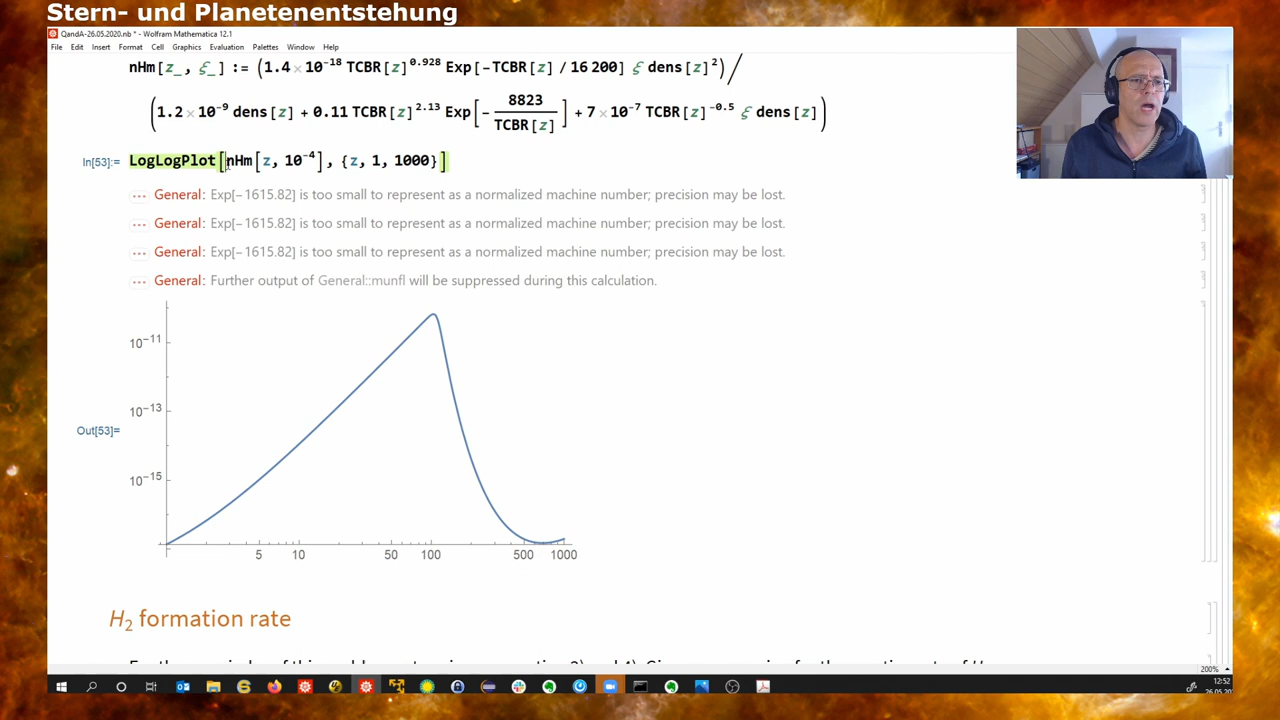 Stern- und Planetenentstehung
QandA-26.05.2020.nb * - Wolfram Mathematica 12.1
File Edit Insert Format Cell Graphics Evaluation Palettes Window Help
nHm[z_, ξ_] := (1.4×10^-18 TCBR[z]^0.928 Exp[-TCBR[z] / 16 200] ξ dens[z]^2) /
(1.2×10^-9 dens[z] + 0.11 TCBR[z]^2.13 Exp[- 8823 / TCBR[z]] + 7×10^-7 TCBR[z]^-0.5 ξ dens[z])
In[53]:= LogLogPlot[nHm[z, 10^-4], {z, 1, 1000}]
General: Exp[-1615.82] is too small to represent as a normalized machine number; precision may be lost.
General: Exp[-1615.82] is too small to represent as a normalized machine number; precision may be lost.
General: Exp[-1615.82] is too small to represent as a normalized machine number; precision may be lost.
General: Further output of General::munfl will be suppressed during this calculation.
10^-11
10^-13
Out[53]=
10^-15
5 10 50 100 500 1000
H2 formation rate
200%
12:52
26.05.20